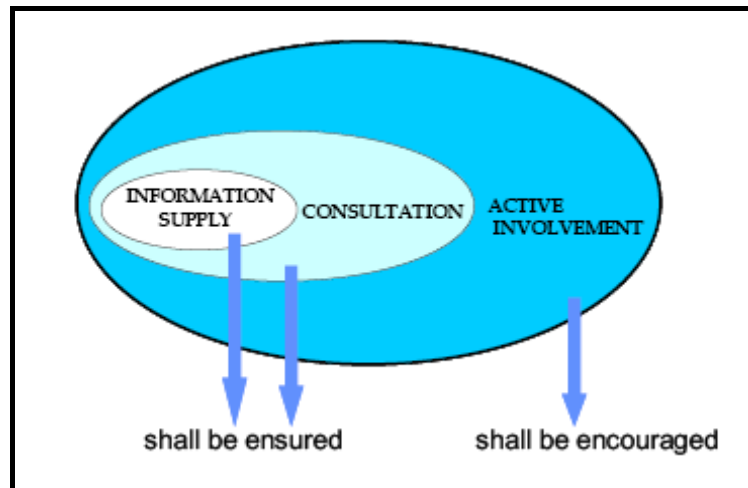 INFORMATION
SUPPLY
CONSULTATION
ACTIVE
INVOLVEMENT
shall be ensured
shall be encouraged